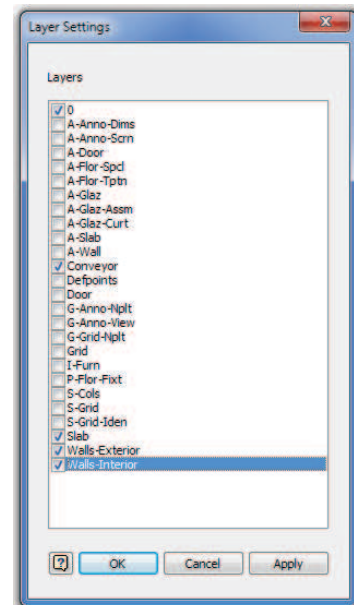 Layer Settings
Layers
0
A-Anno-Dims
A-Anno-Scrn
A-Door
A-Flor-Spcl
A-Flor-Tptn
A-Glaz
A-Glaz-Assm
A-Glaz-Curt
A-Slab
A-Wall
Conveyor
Defpoints
Door
G-Anno-Nplt
G-Anno-View
G-Grid-Nplt
Grid
I-Furn
P-Flor-Fixt
S-Cols
S-Grid
S-Grid-Iden
Slab
Walls-Exterior
Walls-Interior
? OK Cancel Apply